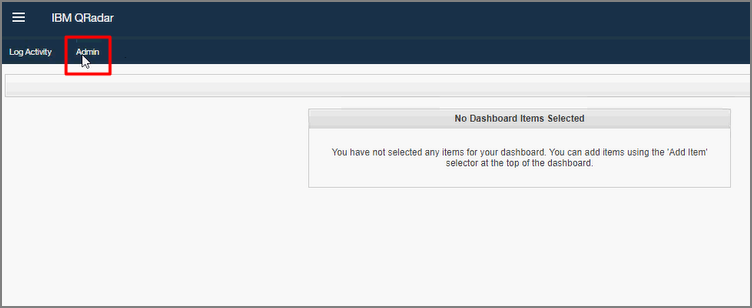 IBM QRadar
Log Activity Admin
No Dashboard Items Selected
You have not selected any items for your dashboard. You can add items using the 'Add Item'
selector at the top of the dashboard.